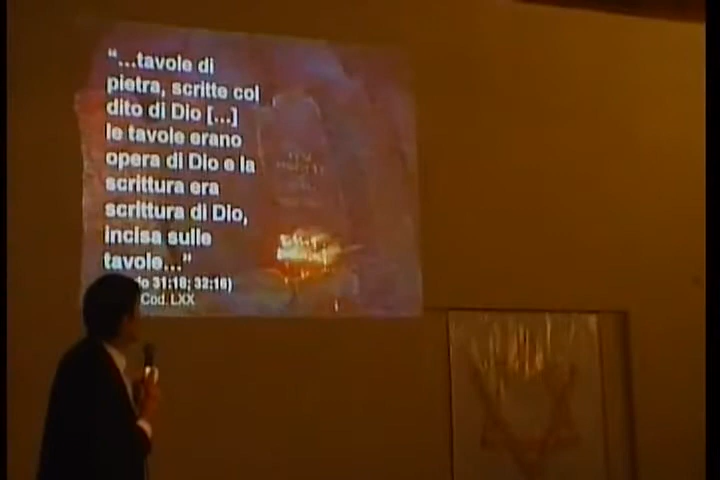 “...tavole di
pietra, scritte col
dito di Dio [...]
le tavole erano
opera di Dio e la
scrittura era
scrittura di Dio,
incisa sulle
tavole...”
31:18; 32:16)
Cod. LXX